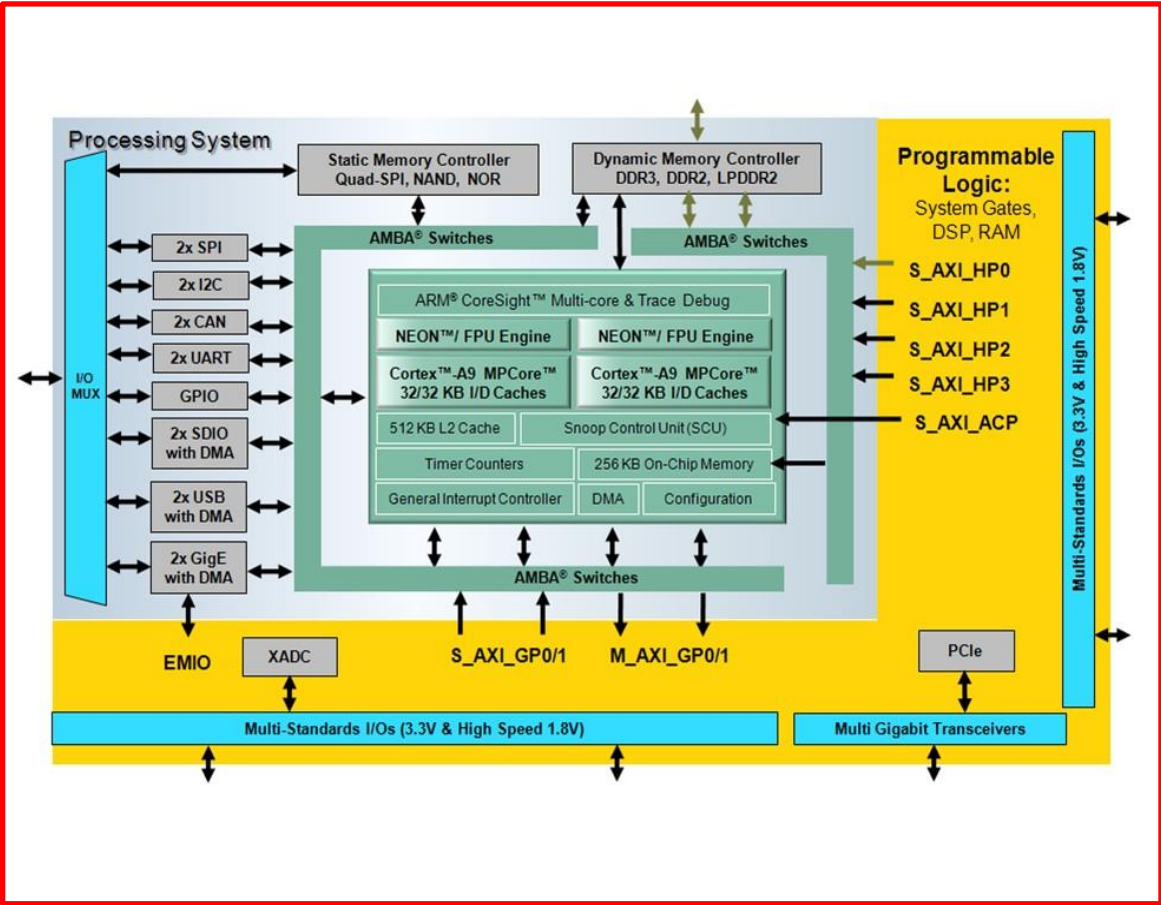 Processing System
Static Memory Controller
Quad-SPI, NAND, NOR
Dynamic Memory Controller
DDR3, DDR2, LPDDR2
Programmable
Logic:
System Gates,
DSP, RAM
AMBA® Switches
AMBA® Switches
2x SPI
2x I2C
2x CAN
2x UART
GPIO
2x SDIO
with DMA
2x USB
with DMA
2x GigE
with DMA
I/O
MUX
ARM® CoreSight™ Multi-core & Trace Debug
NEON™/ FPU Engine
NEON™/ FPU Engine
Cortex™-A9 MPCore™
32/32 KB I/D Caches
Cortex™-A9 MPCore™
32/32 KB I/D Caches
512 KB L2 Cache
Snoop Control Unit (SCU)
Timer Counters
256 KB On-Chip Memory
General Interrupt Controller
DMA
Configuration
S_AXI_HP0
S_AXI_HP1
S_AXI_HP2
S_AXI_HP3
S_AXI_ACP
Multi-Standards I/Os (3.3V & High Speed 1.8V)
AMBA® Switches
EMIO
XADC
S_AXI_GP0/1
M_AXI_GP0/1
PCIe
Multi-Standards I/Os (3.3V & High Speed 1.8V)
Multi Gigabit Transceivers